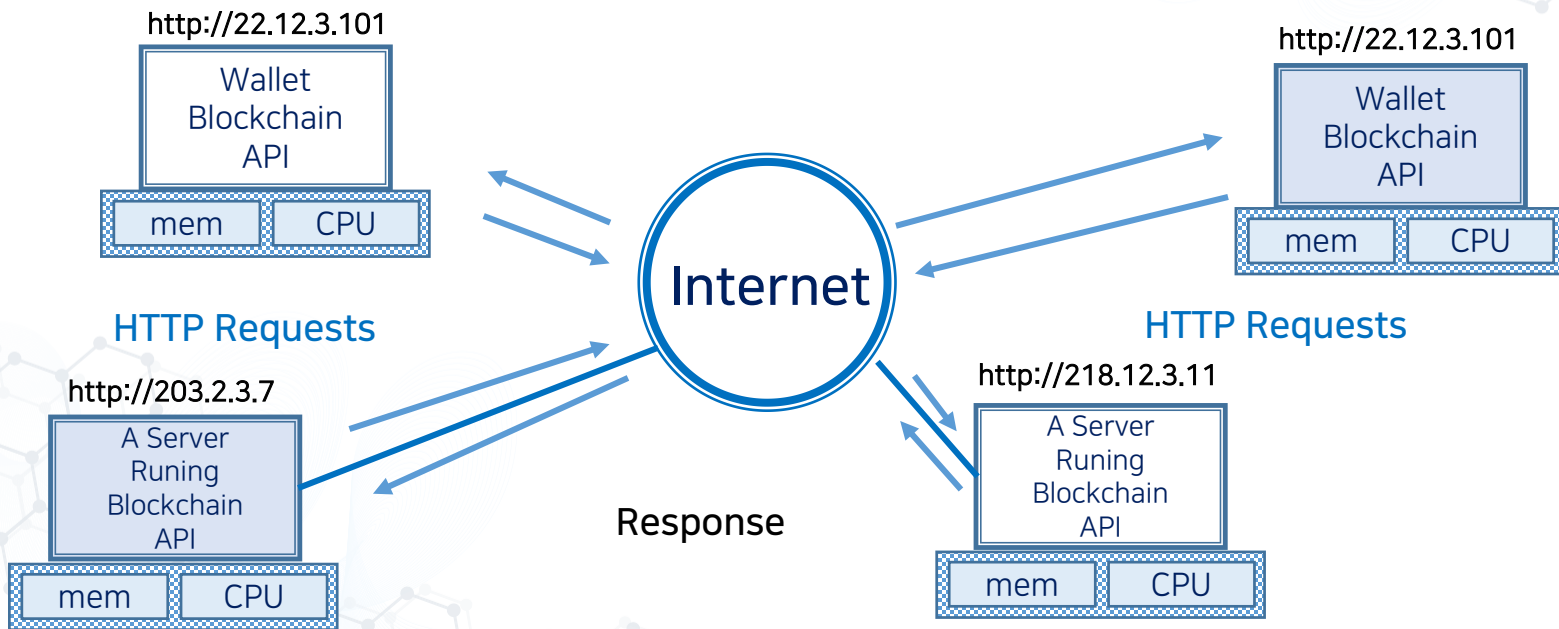 http://22.12.3.101
Wallet
Blockchain
API
mem
CPU
http://22.12.3.101
Wallet
Blockchain
API
mem
CPU
Internet
HTTP Requests
HTTP Requests
http://203.2.3.7
A Server
Runing
Blockchain
API
mem
CPU
Response
http://218.12.3.11
A Server
Runing
Blockchain
API
mem
CPU